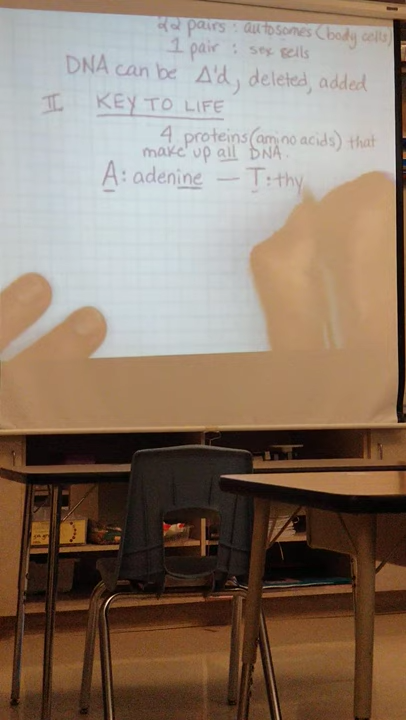 22 pairs : autosomes (body cells)
1 pair : sex cells
DNA can be Δ'd, deleted, added
II KEY TO LIFE
4 proteins (amino acids) that
make up all DNA.
A : adenine — T : thy